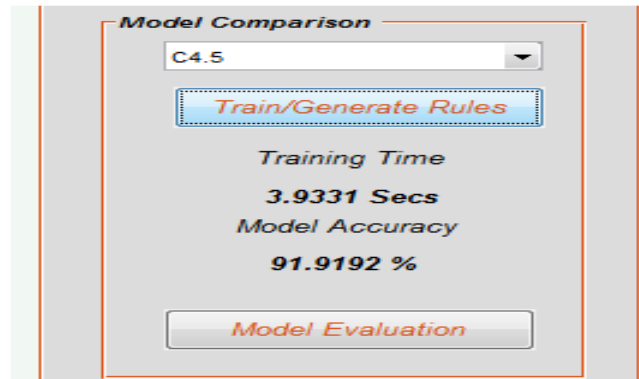 Model Comparison
C4.5
Train/Generate Rules
Training Time
3.9331 Secs
Model Accuracy
91.9192 %
Model Evaluation